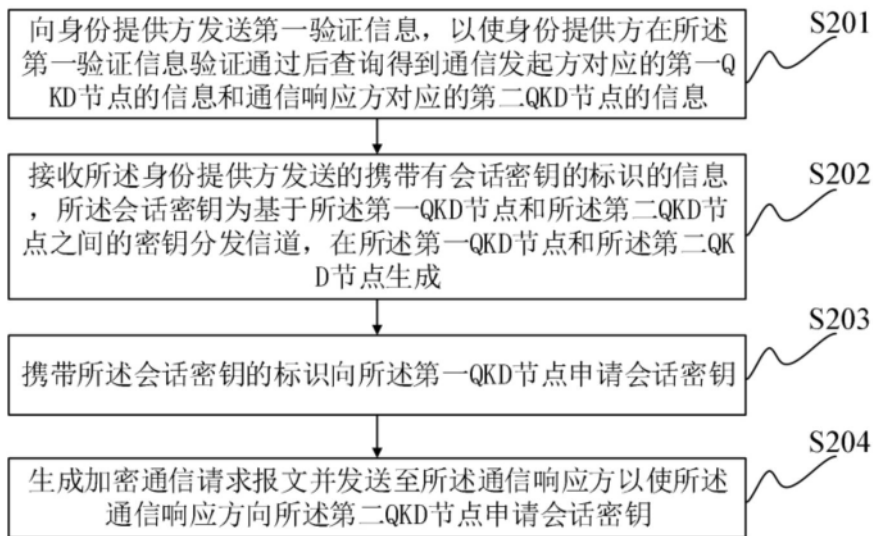 向身份提供方发送第一验证信息，以使身份提供方在所述
第一验证信息验证通过后查询得到通信发起方对应的第一Q
KD节点的信息和通信响应方对应的第二QKD节点的信息
S201
接收所述身份提供方发送的携带有会话密钥的标识的信息
，所述会话密钥为基于所述第一QKD节点和所述第二QKD节
点之间的密钥分发信道，在所述第一QKD节点和所述第二QK
D节点生成
S202
携带所述会话密钥的标识向所述第一QKD节点申请会话密钥
S203
生成加密通信请求报文并发送至所述通信响应方以使所述
通信响应方向所述第二QKD节点申请会话密钥
S204